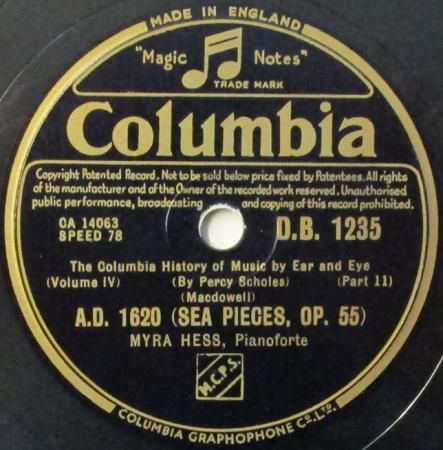 MADE IN ENGLAND
"Magic Notes"
TRADE MARK
Columbia
Copyright Patented Record. Not to be sold below price fixed by Patentees. All rights
of the manufacturer and of the Owner of the recorded work reserved. Unauthorised
public performance, broadcasting and copying of this record prohibited.
CA 14063 D.B. 1235
SPEED 78
The Columbia History of Music by Ear and Eye
(Volume IV) (By Percy Scholes) (Part 11)
(Macdowell)
A.D. 1620 (SEA PIECES, OP. 55)
MYRA HESS, Pianoforte
M.C.P.S.
COLUMBIA GRAPHOPHONE CO. LTD.